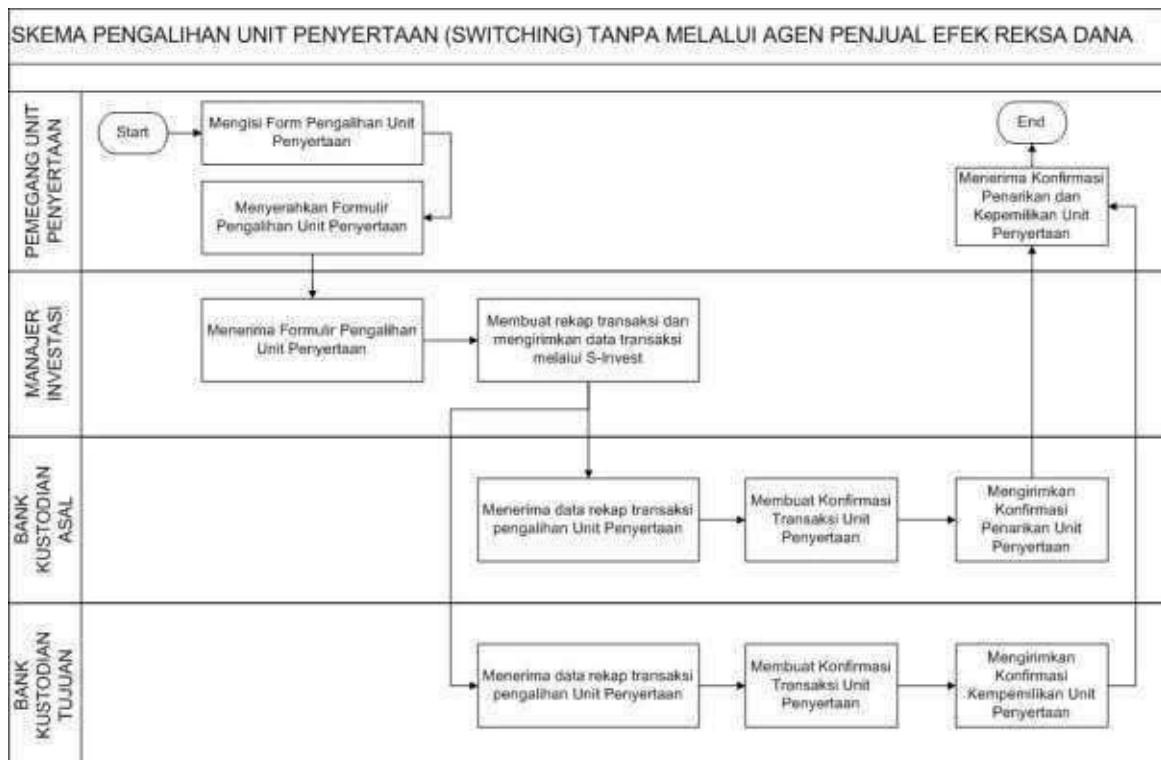 SKEMA PENGALIHAN UNIT PENYERTAAN (SWITCHING) TANPA MELALUI AGEN PENJUAL EFEK REKSA DANA
PEMEGANG UNIT
PENYERTAAN
Start
Mengisi Form Pengalihan Unit
Penyertaan
Menyerahkan Formulir
Pengalihan Unit Penyertaan
End
Menerima Konfirmasi
Penarikan dan
Kepemilikan Unit
Penyertaan
MANAJER
INVESTASI
Menerima Formulir Pengalihan
Unit Penyertaan
Membuat rekap transaksi dan
mengirimkan data transaksi
melalui S-Invest
BANK
KUSTODIAN
ASAL
Menerima data rekap transaksi
pengalihan Unit Penyertaan
Membuat Konfirmasi
Transaksi Unit
Penyertaan
Mengirimkan
Konfirmasi
Penarikan Unit
Penyertaan
BANK
KUSTODIAN
TUJUAN
Menerima data rekap transaksi
pengalihan Unit Penyertaan
Membuat Konfirmasi
Transaksi Unit
Penyertaan
Mengirimkan
Konfirmasi
Kempemilikan Unit
Penyertaan